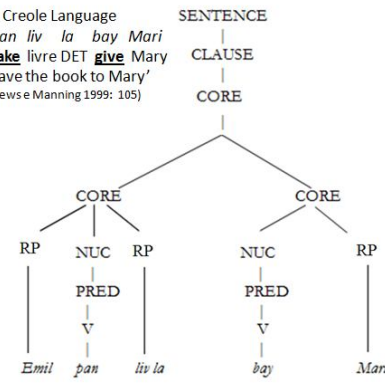 Creole Language
an liv la bay Mari
ake livre DET give Mary
ave the book to Mary’
ews e Manning 1999: 105)
SENTENCE
CLAUSE
CORE
CORE CORE
RP NUC RP NUC RP
PRED PRED
V V
Emil pan liv la bay Mari